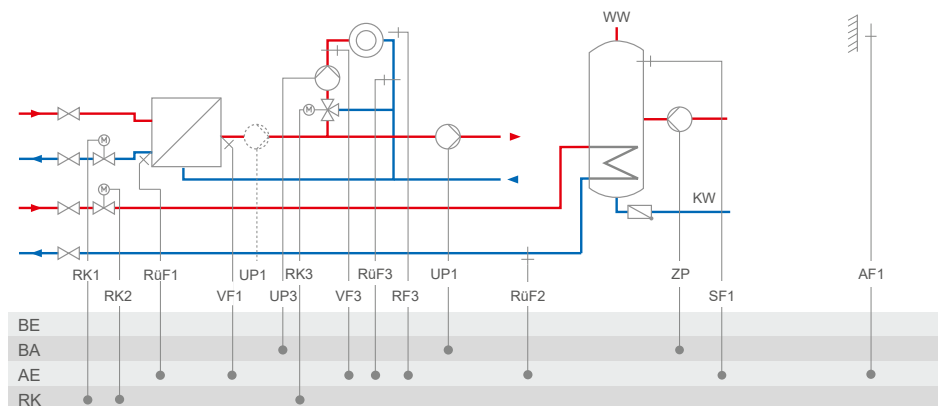 WW
M
M
M
KW
RK1 RüF1 UP1 RK3 RüF3 UP1 ZP AF1
RK2 VF1 UP3 VF3 RF3 RüF2 SF1
BE
BA
AE
RK